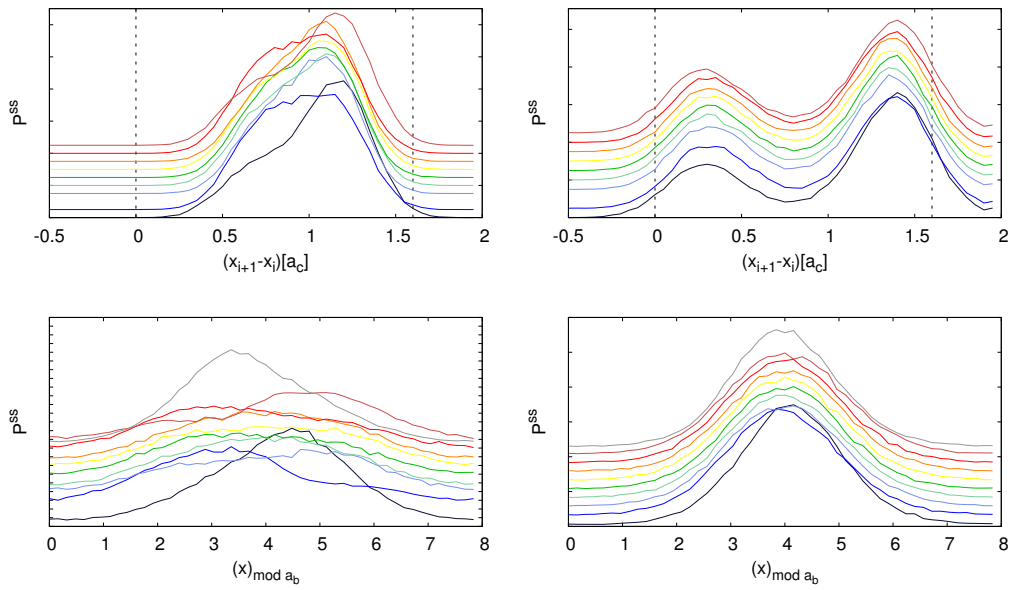 P^ss
-0.5 0 0.5 1 1.5 2
(x_{i+1}-x_i)[a_c]
P^ss
-0.5 0 0.5 1 1.5 2
(x_{i+1}-x_i)[a_c]
P^ss
0 1 2 3 4 5 6 7 8
(x)_{mod a_b}
P^ss
0 1 2 3 4 5 6 7 8
(x)_{mod a_b}